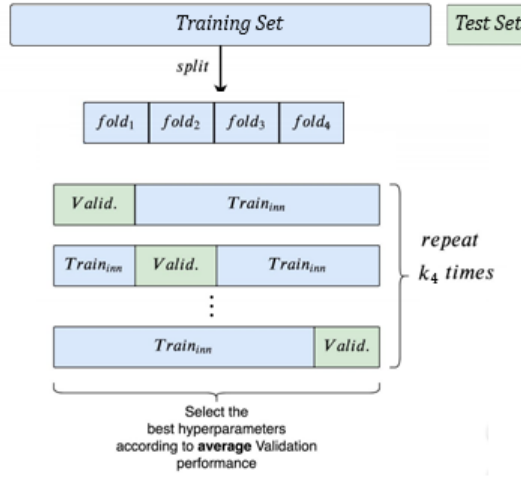 Training Set Test Set
split
fold₁ fold₂ fold₃ fold₄
Valid. Trainᵢₙₙ
Trainᵢₙₙ Valid. Trainᵢₙₙ
⋮
Trainᵢₙₙ Valid.
repeat
k₄ times
Select the
best hyperparameters
according to average Validation
performance